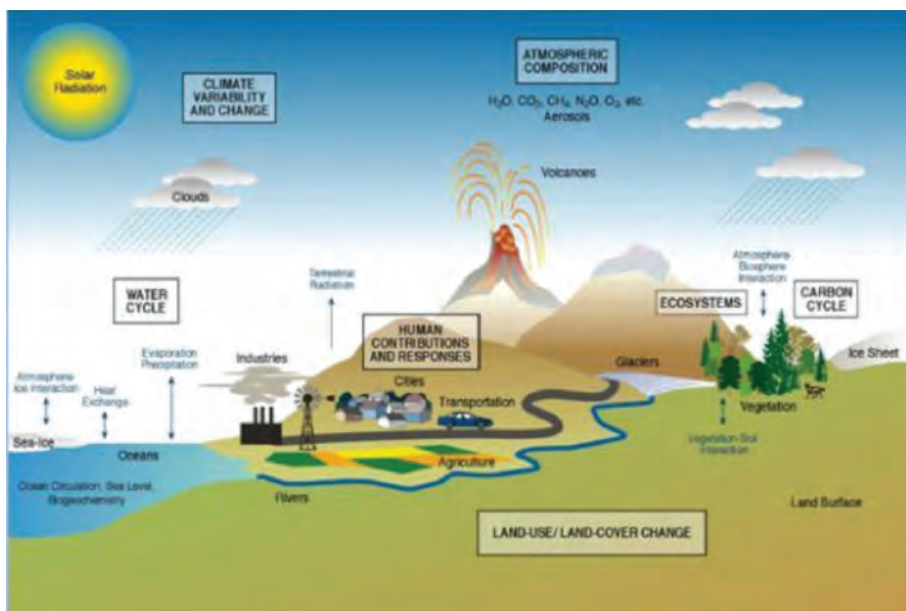 Solar
Radiation
CLIMATE
VARIABILITY
AND CHANGE
ATMOSPHERIC
COMPOSITION
H₂O, CO₂, CH₄, N₂O, O₃, etc.
Aerosols
Volcanoes
Clouds
Terrestrial
Radiation
Atmosphere-
Biosphere
Interaction
WATER
CYCLE
ECOSYSTEMS
CARBON
CYCLE
HUMAN
CONTRIBUTIONS
AND RESPONSES
Evaporation
Precipitation
Industries
Glaciers
Ice Sheet
Atmosphere-
Ice Interaction
Heat
Exchange
Cities
Transportation
Vegetation
Sea-Ice
Oceans
Agriculture
Vegetation-Soil
Interaction
Ocean Circulation, Sea Level,
Biogeochemistry
Rivers
Land Surface
LAND-USE/ LAND-COVER CHANGE